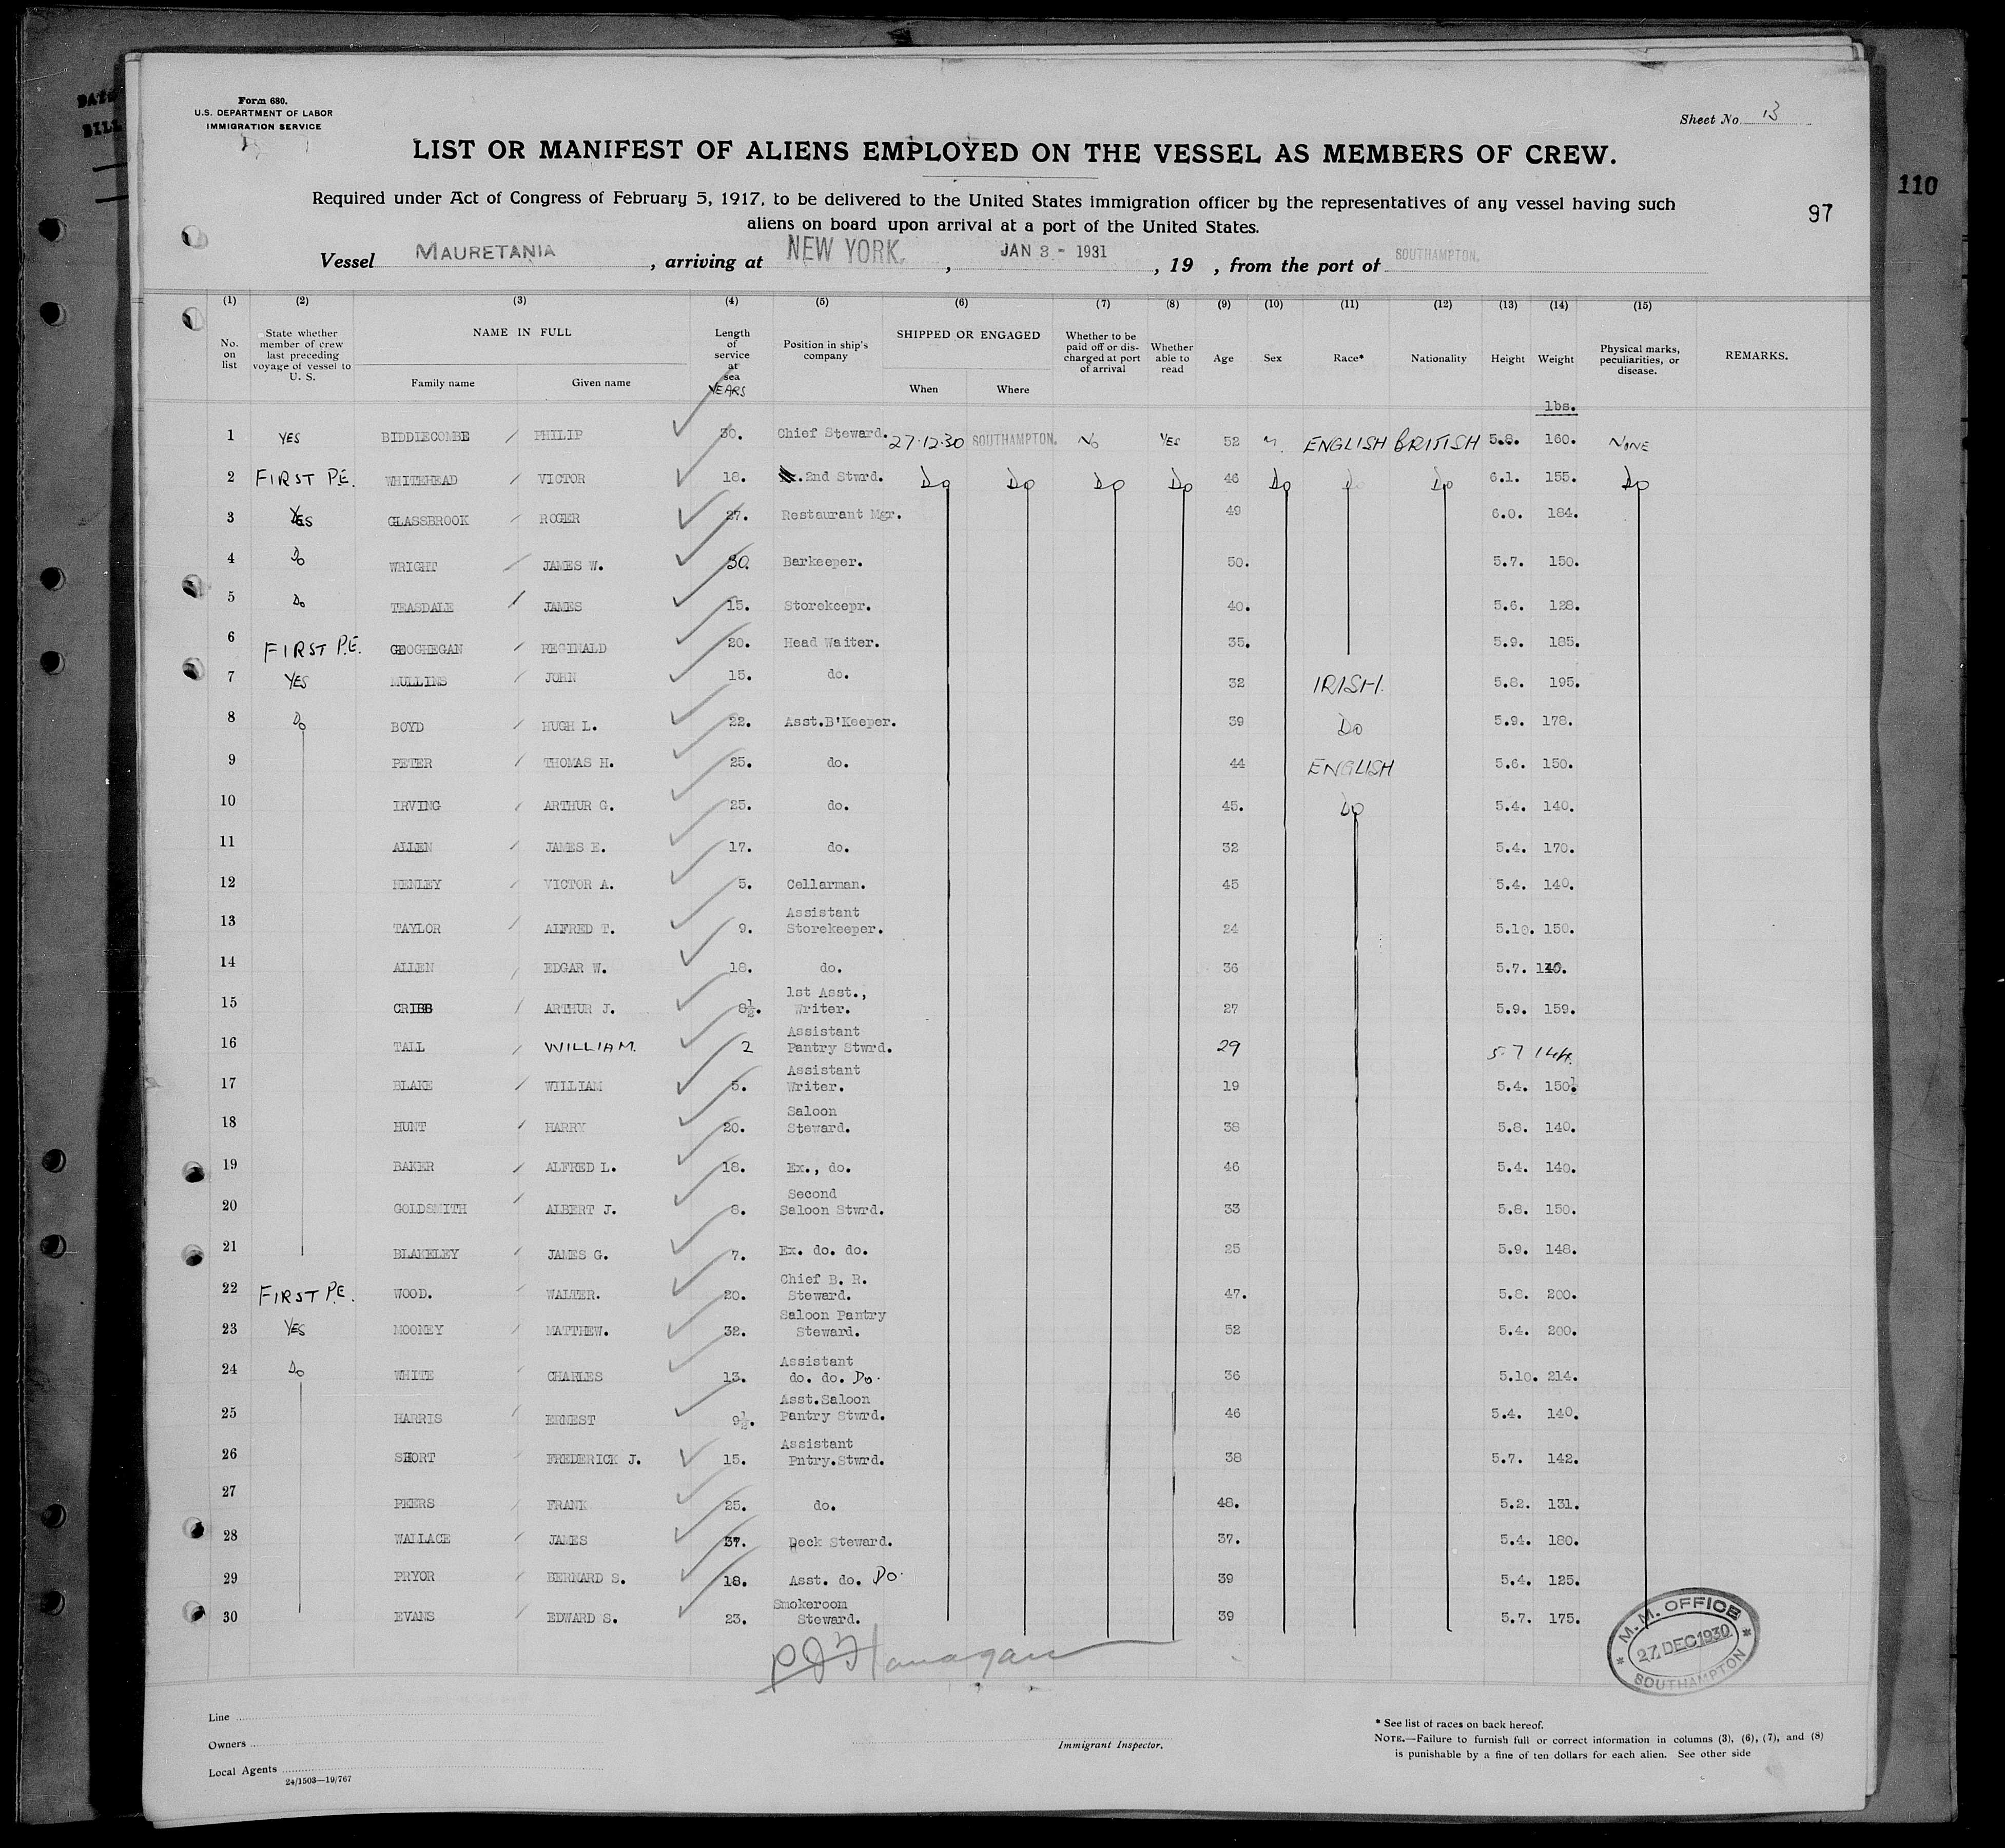 DATE
BILL
Form 680.
U.S. DEPARTMENT OF LABOR
IMMIGRATION SERVICE
Sheet No. 13
LIST OR MANIFEST OF ALIENS EMPLOYED ON THE VESSEL AS MEMBERS OF CREW.
110
Required under Act of Congress of February 5, 1917, to be delivered to the United States immigration officer by the representatives of any vessel having such
97
aliens on board upon arrival at a port of the United States.
Vessel MAURETANIA, arriving at NEW YORK, JAN 3 - 1931, 19 , from the port of SOUTHAMPTON.
(1) (2) (3) (4) (5) (6) (7) (8) (9) (10) (11) (12) (13) (14) (15)
No. on list
State whether member of crew last preceding voyage of vessel to U. S.
NAME IN FULL
Family name Given name
Length of service at sea YEARS
Position in ship's company
SHIPPED OR ENGAGED
When Where
Whether to be paid off or discharged at port of arrival
Whether able to read
Age Sex Race* Nationality Height Weight
Physical marks, peculiarities, or disease.
REMARKS.
lbs.
1 YES BIDDIECOMBE / PHILIP 30. Chief Steward. 27.12.30 SOUTHAMPTON. No YES 52 M. ENGLISH BRITISH 5.8. 160. NONE
2 FIRST P.E. WHITEHEAD / VICTOR 18. 2nd Stwrd. Do Do Do Do 46 Do Do Do 6.1. 155. Do
3 YES GLASSBROOK / ROGER 27. Restaurant Mgr. 49 6.0. 184.
4 Do WRIGHT / JAMES W. 30. Barkeeper. 50. 5.7. 150.
5 Do TEASDALE / JAMES 15. Storekeepr. 40. 5.6. 128.
6 FIRST P.E. GEOGHEGAN / REGINALD 20. Head Waiter. 35. 5.9. 185.
7 YES MULLINS / JOHN 15. do. 32 IRISH. 5.8. 195.
8 Do BOYD / HUGH L. 22. Asst.B'Keeper. 39 Do 5.9. 178.
9 PETER / THOMAS H. 25. do. 44 ENGLISH 5.6. 150.
10 IRVING / ARTHUR G. 25. do. 45. Do 5.4. 140.
11 ALLEN / JAMES E. 17. do. 32 5.4. 170.
12 HENLEY / VICTOR A. 5. Cellarman. 45 5.4. 140.
13 TAYLOR / ALFRED T. 9. Assistant Storekeeper. 24 5.10. 150.
14 ALLEN / EDGAR W. 18. do. 36 5.7. 140.
15 CRIBB / ARTHUR J. 8½. 1st Asst., Writer. 27 5.9. 159.
16 TALL / WILLIAM. 2 Assistant Pantry Stwrd. 29 5.7 144.
17 BLAKE / WILLIAM 5. Assistant Writer. 19 5.4. 150.
18 HUNT / HARRY 20. Saloon Steward. 38 5.8. 140.
19 BAKER / ALFRED L. 18. Ex., do. 46 5.4. 140.
20 GOLDSMITH / ALBERT J. 8. Second Saloon Stwrd. 33 5.8. 150.
21 BLAKELEY / JAMES G. 7. Ex. do. do. 25 5.9. 148.
22 FIRST P.E. WOOD. / WALTER. 20. Chief B. R. Steward. 47. 5.8. 200.
23 YES MOONEY / MATTHEW. 32. Saloon Pantry Steward. 52 5.4. 200.
24 Do WHITE / CHARLES 13. Assistant do. do. Do. 36 5.10. 214.
25 HARRIS / ERNEST 9½. Asst.Saloon Pantry Stwrd. 46 5.4. 140.
26 SHORT / FREDERICK J. 15. Assistant Pntry.Stwrd. 38 5.7. 142.
27 PEERS / FRANK 25. do. 48. 5.2. 131.
28 WALLACE / JAMES 37. Deck Steward. 37. 5.4. 180.
29 PRYOR / BERNARD S. 18. Asst. do. Do. 39 5.4. 125.
30 EVANS / EDWARD S. 23. Smokeroom Steward. 39 5.7. 175.
M.M. OFFICE
27 DEC 1930
SOUTHAMPTON
PJ Flanagan
Line
Owners
Local Agents
24/1503—19/767
Immigrant Inspector.
* See list of races on back hereof.
NOTE.—Failure to furnish full or correct information in columns (3), (6), (7), and (8)
is punishable by a fine of ten dollars for each alien. See other side